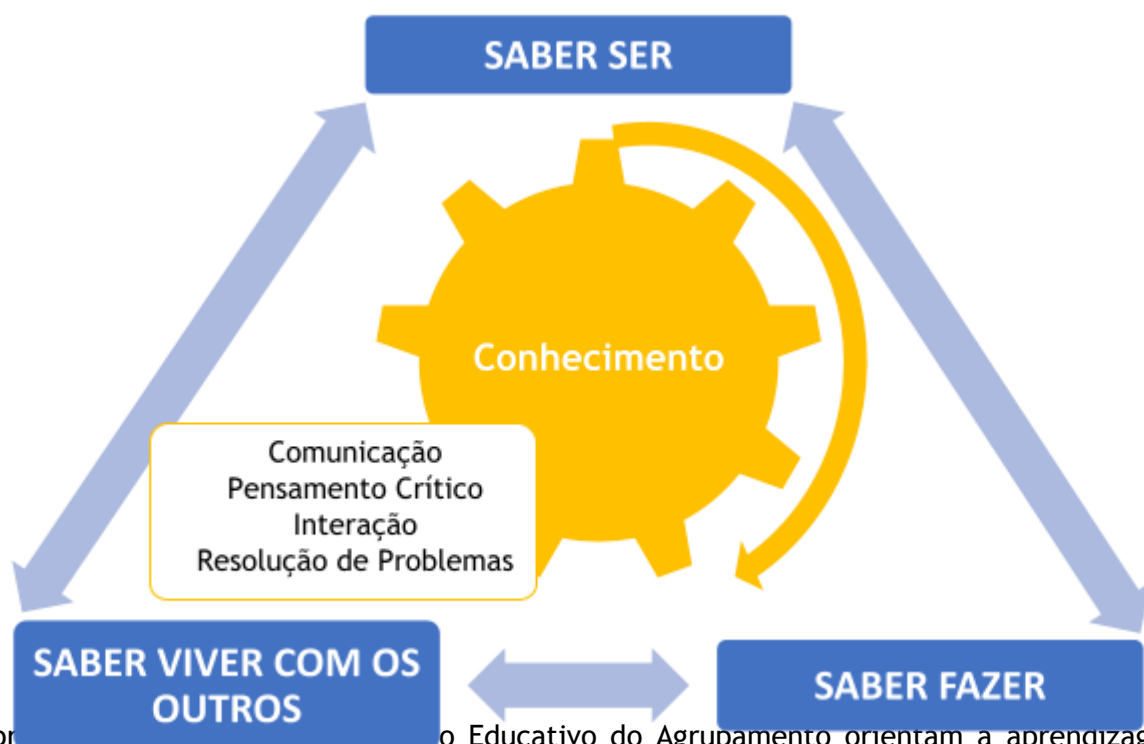 SABER SER
Conhecimento
Comunicação
Pensamento Crítico
Interação
Resolução de Problemas
SABER VIVER COM OS
OUTROS
SABER FAZER
Educativo do Agrupamento orientam a